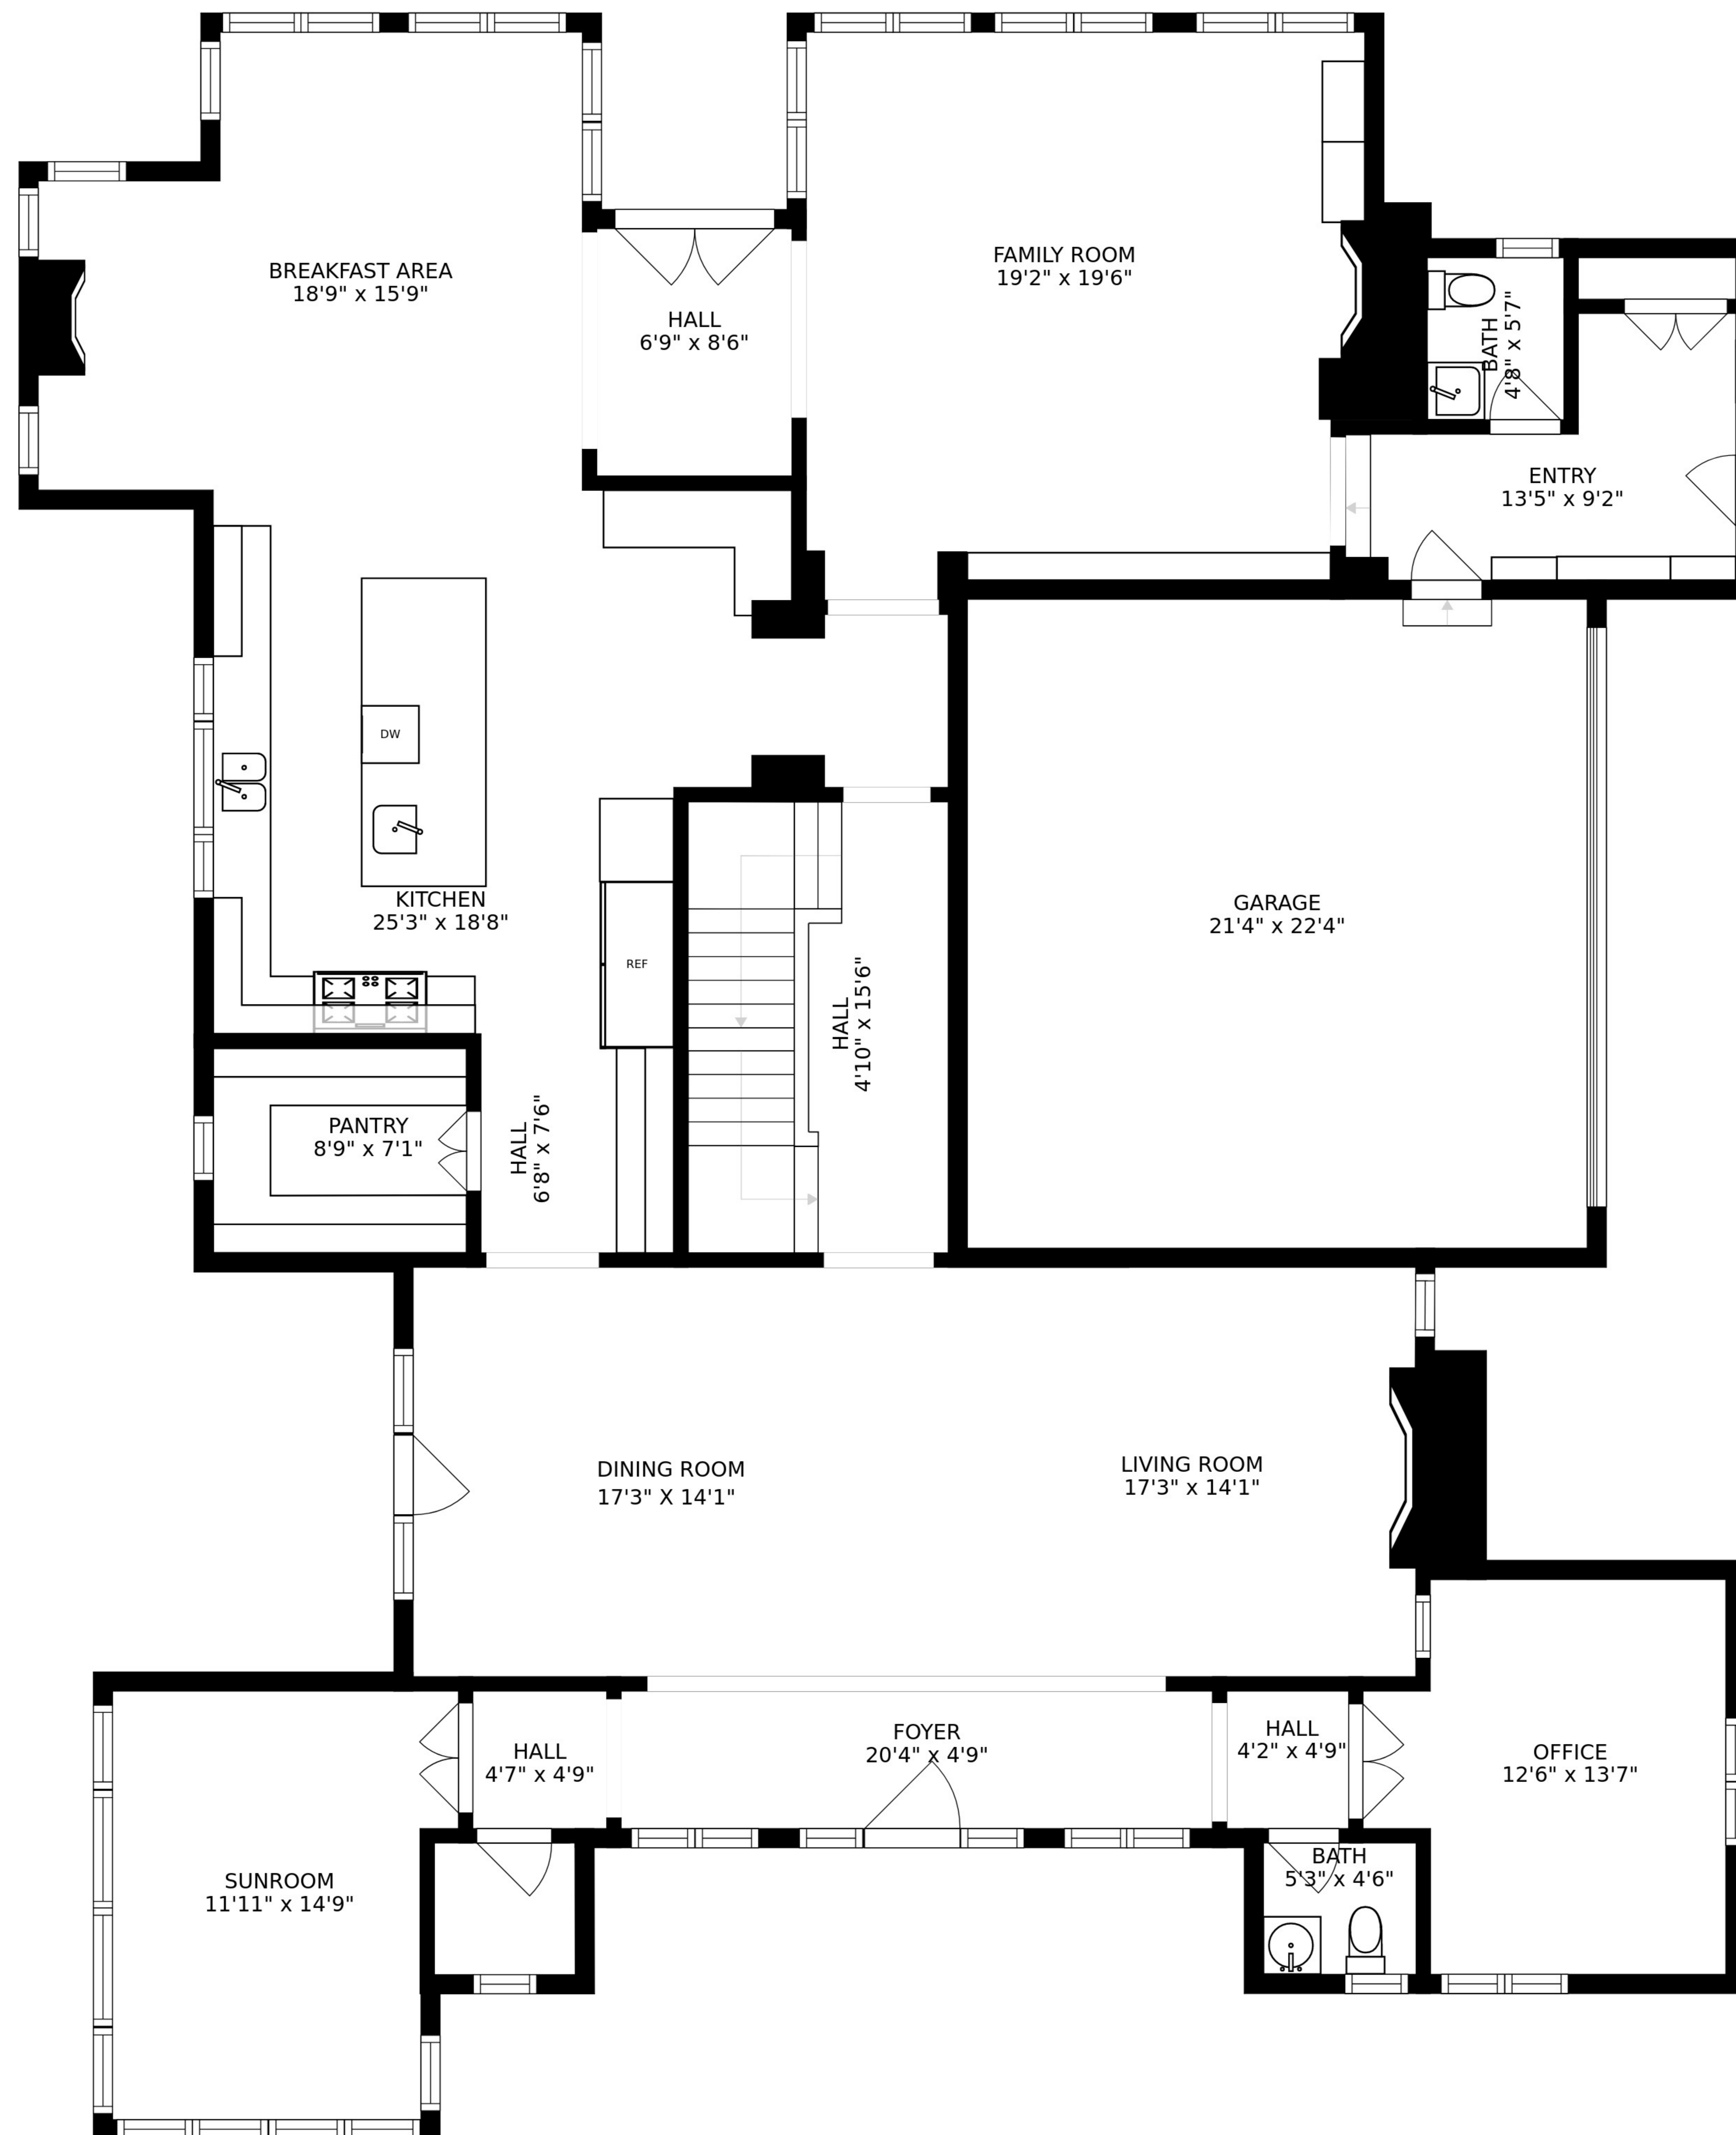 BREAKFAST AREA
18'9" x 15'9"
HALL
6'9" x 8'6"
FAMILY ROOM
19'2" x 19'6"
BATH
4'8" x 5'7"
ENTRY
13'5" x 9'2"
DW
KITCHEN
25'3" x 18'8"
REF
HALL
4'10" x 15'6"
GARAGE
21'4" x 22'4"
PANTRY
8'9" x 7'1"
HALL
6'8" x 7'6"
DINING ROOM
17'3" X 14'1"
LIVING ROOM
17'3" x 14'1"
HALL
4'7" x 4'9"
FOYER
20'4" x 4'9"
HALL
4'2" x 4'9"
OFFICE
12'6" x 13'7"
SUNROOM
11'11" x 14'9"
BATH
5'3" x 4'6"